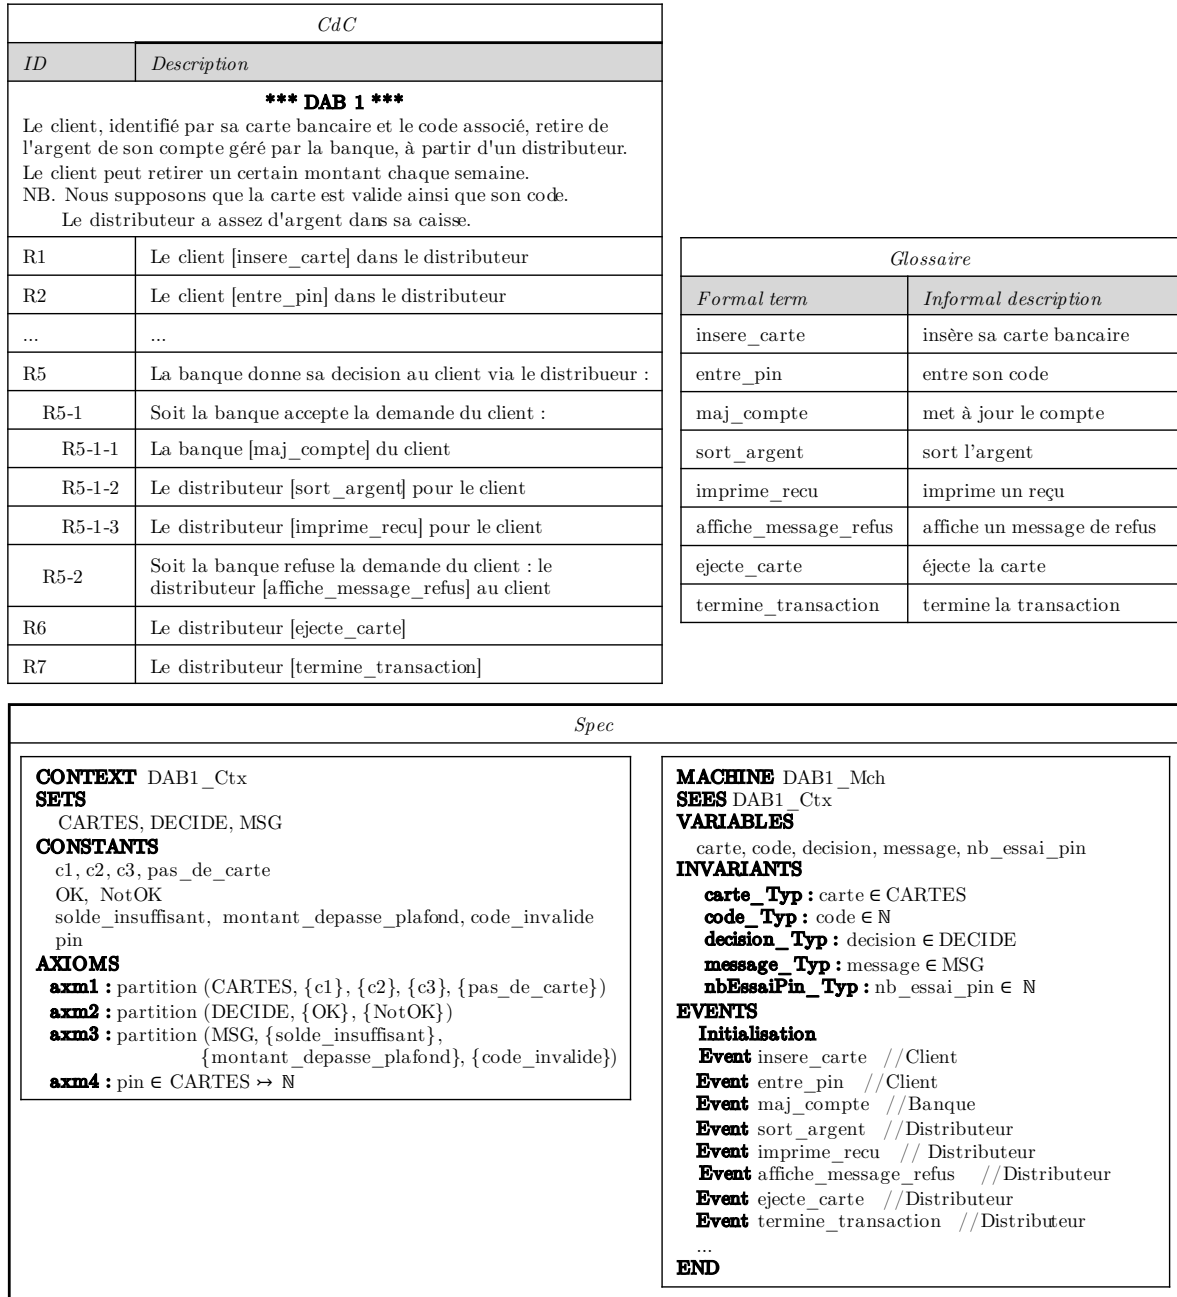 CdC
ID Description
*** DAB 1 ***
Le client, identifié par sa carte bancaire et le code associé, retire de
l'argent de son compte géré par la banque, à partir d'un distributeur.
Le client peut retirer un certain montant chaque semaine.
NB. Nous supposons que la carte est valide ainsi que son code.
Le distributeur a assez d'argent dans sa caisse.
R1 Le client [insere_carte] dans le distributeur
R2 Le client [entre_pin] dans le distributeur
... ...
R5 La banque donne sa decision au client via le distribueur :
R5-1 Soit la banque accepte la demande du client :
R5-1-1 La banque [maj_compte] du client
R5-1-2 Le distributeur [sort_argent] pour le client
R5-1-3 Le distributeur [imprime_recu] pour le client
R5-2 Soit la banque refuse la demande du client : le
distributeur [affiche_message_refus] au client
R6 Le distributeur [ejecte_carte]
R7 Le distributeur [termine_transaction]
Glossaire
Formal term Informal description
insere_carte insère sa carte bancaire
entre_pin entre son code
maj_compte met à jour le compte
sort_argent sort l'argent
imprime_recu imprime un reçu
affiche_message_refus affiche un message de refus
ejecte_carte éjecte la carte
termine_transaction termine la transaction
Spec
CONTEXT DAB1_Ctx
SETS
CARTES, DECIDE, MSG
CONSTANTS
c1, c2, c3, pas_de_carte
OK, NotOK
solde_insuffisant, montant_depasse_plafond, code_invalide
pin
AXIOMS
axm1 : partition (CARTES, {c1}, {c2}, {c3}, {pas_de_carte})
axm2 : partition (DECIDE, {OK}, {NotOK})
axm3 : partition (MSG, {solde_insuffisant},
{montant_depasse_plafond}, {code_invalide})
axm4 : pin ∈ CARTES ↣ ℕ
MACHINE DAB1_Mch
SEES DAB1_Ctx
VARIABLES
carte, code, decision, message, nb_essai_pin
INVARIANTS
carte_Typ : carte ∈ CARTES
code_Typ : code ∈ ℕ
decision_Typ : decision ∈ DECIDE
message_Typ : message ∈ MSG
nbEssaiPin_Typ : nb_essai_pin ∈ ℕ
EVENTS
Initialisation
Event insere_carte //Client
Event entre_pin //Client
Event maj_compte //Banque
Event sort_argent //Distributeur
Event imprime_recu // Distributeur
Event affiche_message_refus //Distributeur
Event ejecte_carte //Distributeur
Event termine_transaction //Distributeur
...
END